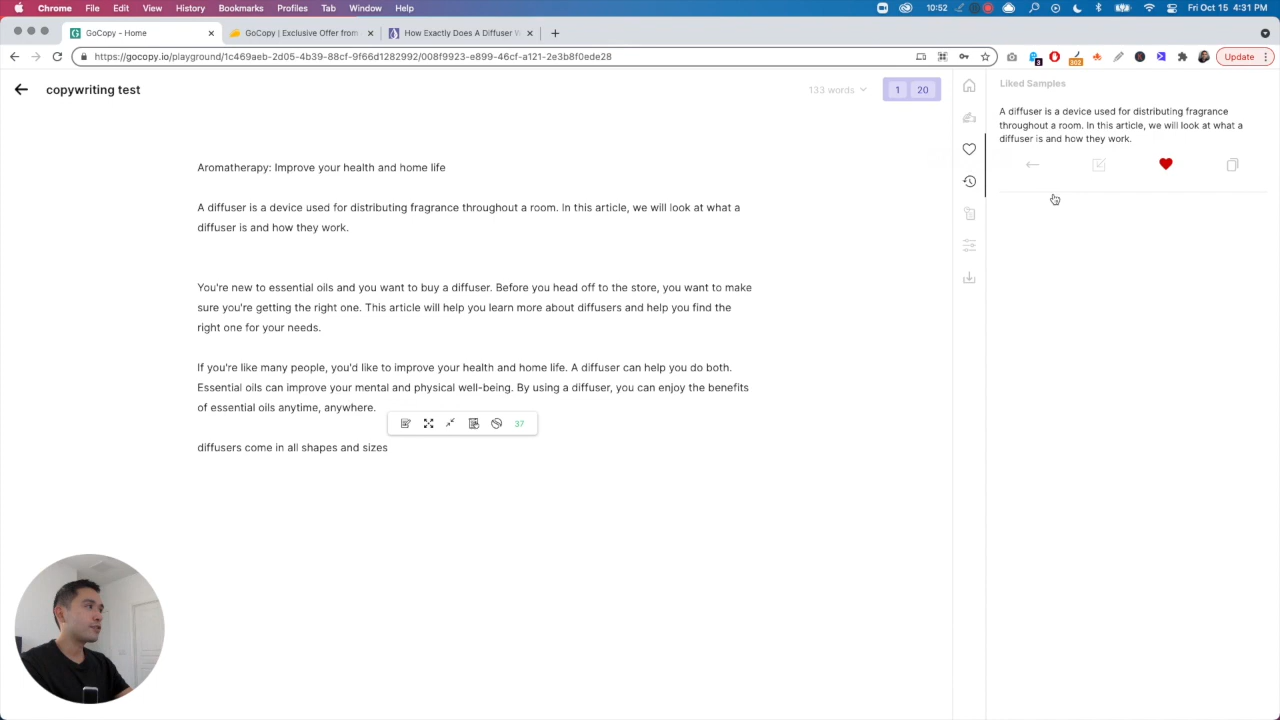 Chrome File Edit View History Bookmarks Profiles Tab Window Help 10:52 Fri Oct 15 4:31 PM
GoCopy - Home × GoCopy | Exclusive Offer from × How Exactly Does A Diffuser W × +
https://gocopy.io/playground/1c469aeb-2d05-4b39-88cf-9f66d1282992/008f9923-e899-46cf-a121-2e3b8f0ede28 3 302 Update
copywriting test 133 words 1 20
Liked Samples
A diffuser is a device used for distributing fragrance
throughout a room. In this article, we will look at what a
diffuser is and how they work.
Aromatherapy: Improve your health and home life
A diffuser is a device used for distributing fragrance throughout a room. In this article, we will look at what a
diffuser is and how they work.
You're new to essential oils and you want to buy a diffuser. Before you head off to the store, you want to make
sure you're getting the right one. This article will help you learn more about diffusers and help you find the
right one for your needs.
If you're like many people, you'd like to improve your health and home life. A diffuser can help you do both.
Essential oils can improve your mental and physical well-being. By using a diffuser, you can enjoy the benefits
of essential oils anytime, anywhere.
37
diffusers come in all shapes and sizes